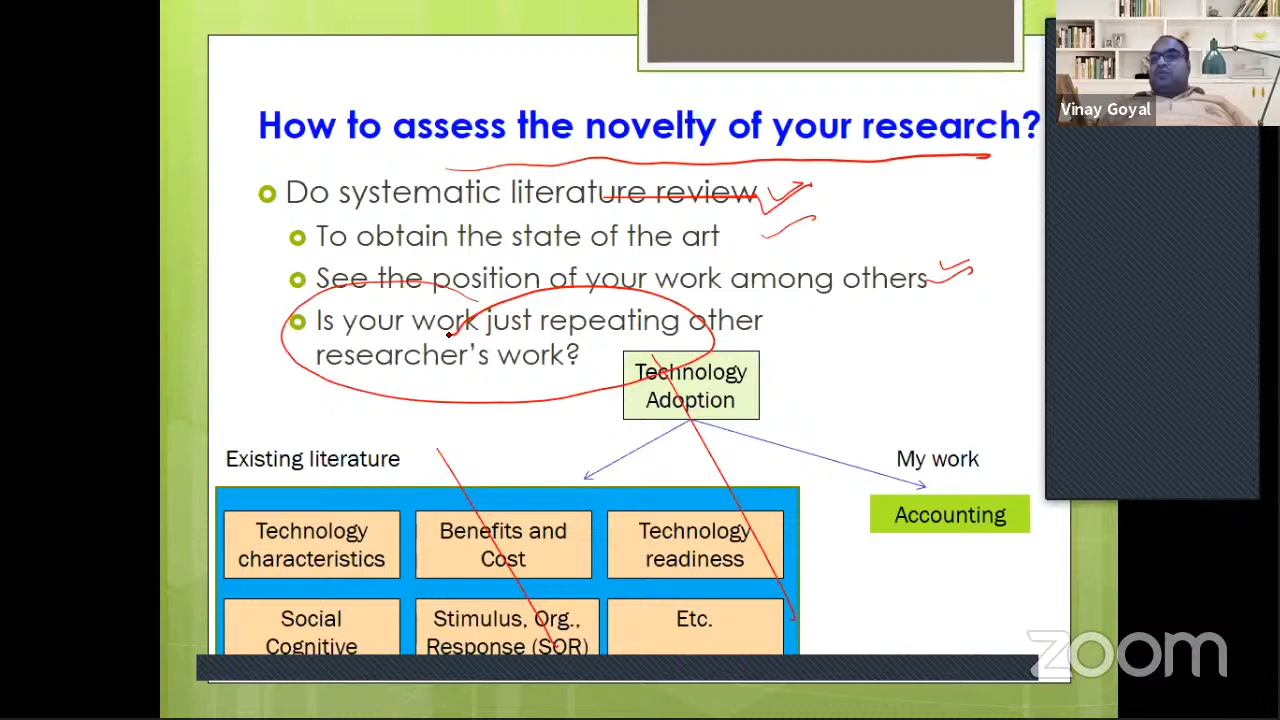 Vinay Goyal
How to assess the novelty of your research?
Do systematic literature review
To obtain the state of the art
See the position of your work among others
Is your work just repeating other
researcher's work?
Technology
Adoption
Existing literature
My work
Accounting
Technology
characteristics
Benefits and
Cost
Technology
readiness
Social
Cognitive
Stimulus, Org.,
Response (SOR)
Etc.
zoom